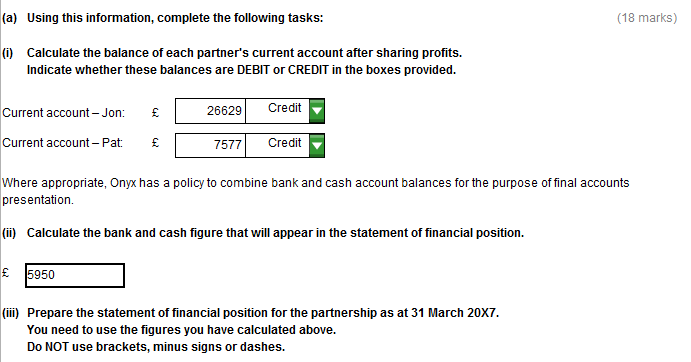 (a) Using this information, complete the following tasks: (18 marks)
(i) Calculate the balance of each partner's current account after sharing profits.
Indicate whether these balances are DEBIT or CREDIT in the boxes provided.
Current account – Jon: £ 26629 Credit
Current account – Pat: £ 7577 Credit
Where appropriate, Onyx has a policy to combine bank and cash account balances for the purpose of final accounts
presentation.
(ii) Calculate the bank and cash figure that will appear in the statement of financial position.
£ 5950
(iii) Prepare the statement of financial position for the partnership as at 31 March 20X7.
You need to use the figures you have calculated above.
Do NOT use brackets, minus signs or dashes.